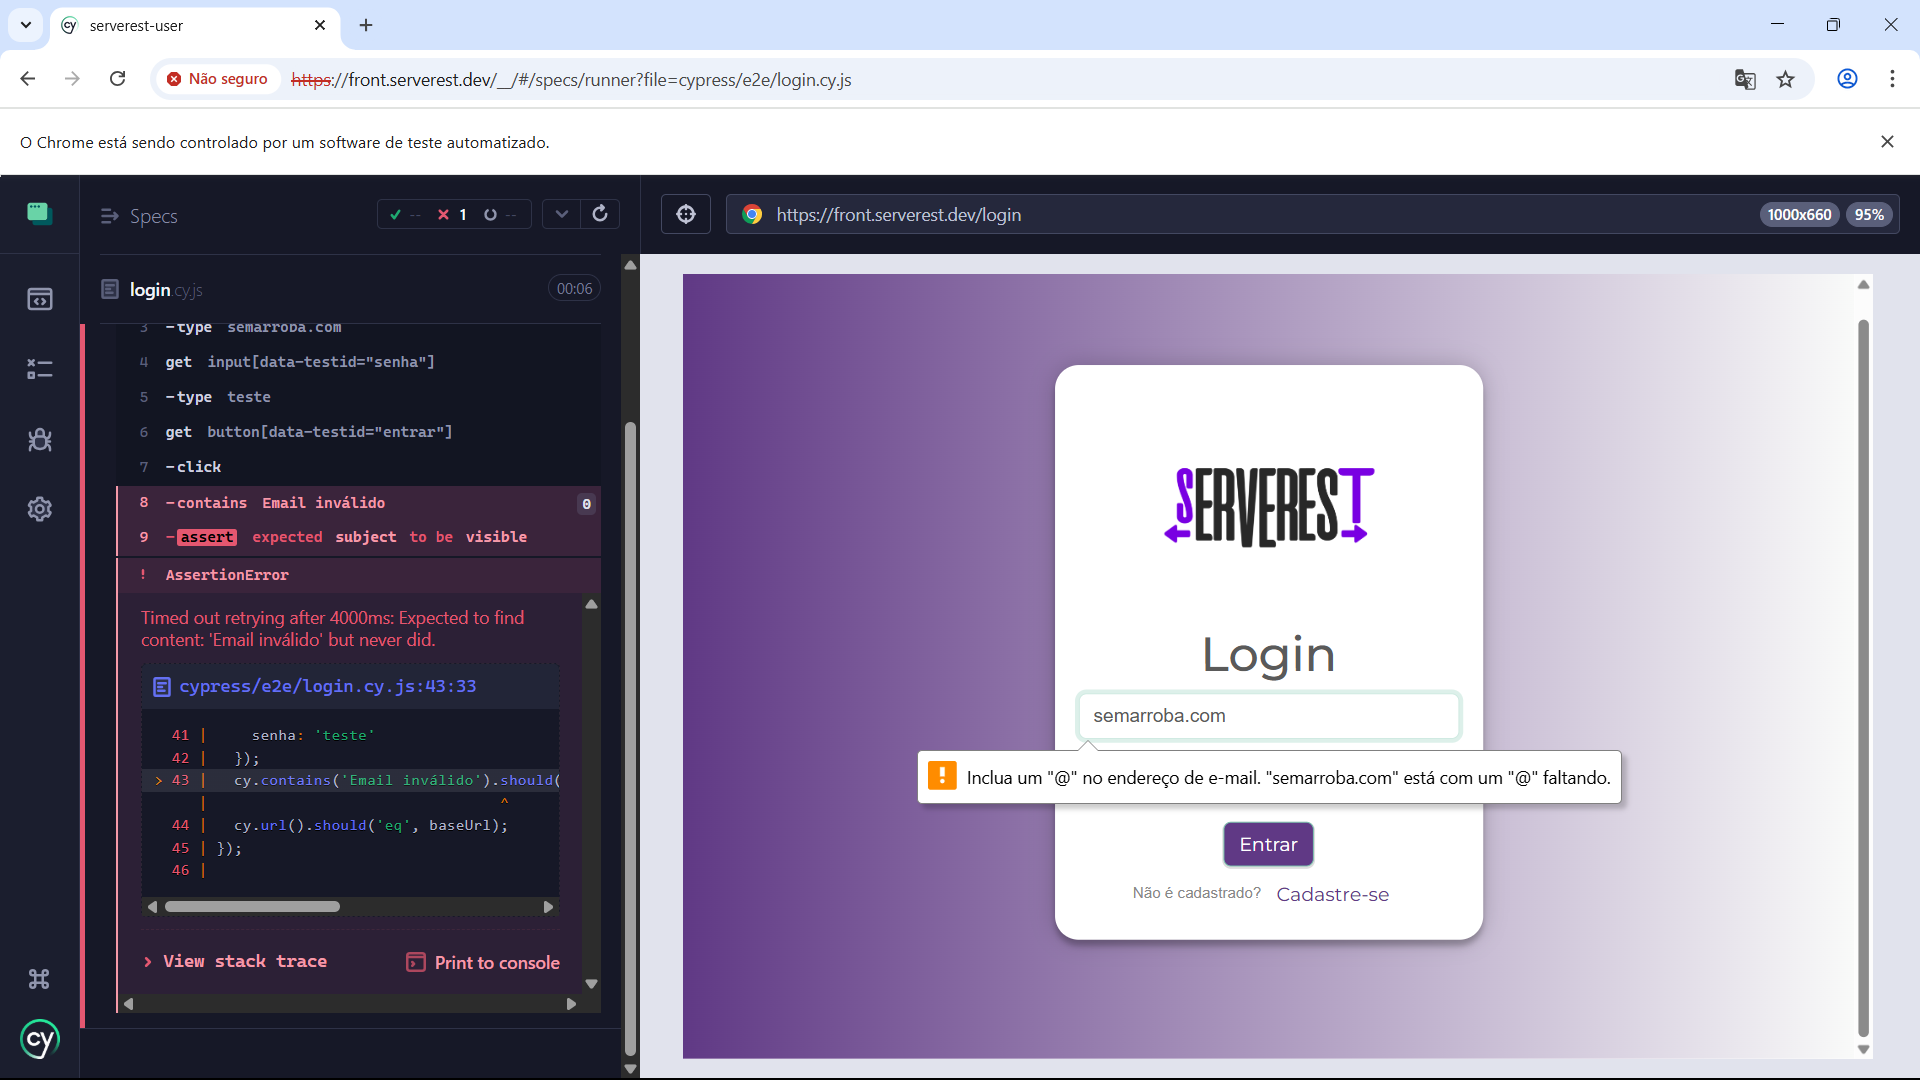 serverest-user
Não seguro
https://front.serverest.dev/__/#/specs/runner?file=cypress/e2e/login.cy.js
O Chrome está sendo controlado por um software de teste automatizado.
Specs
-- 1 --
https://front.serverest.dev/login
1000x660
95%
login.cy.js
00:06
3 -type semarroba.com
4 get input[data-testid="senha"]
5 -type teste
6 get button[data-testid="entrar"]
7 -click
8 -contains Email inválido 0
9 -assert expected subject to be visible
! AssertionError
Timed out retrying after 4000ms: Expected to find
content: 'Email inválido' but never did.
cypress/e2e/login.cy.js:43:33
41 | senha: 'teste'
42 | });
> 43 | cy.contains('Email inválido').should(
| ^
44 | cy.url().should('eq', baseUrl);
45 | });
46 |
> View stack trace
Print to console
cy
SERVEREST
Login
semarroba.com
Inclua um "@" no endereço de e-mail. "semarroba.com" está com um "@" faltando.
Entrar
Não é cadastrado? Cadastre-se